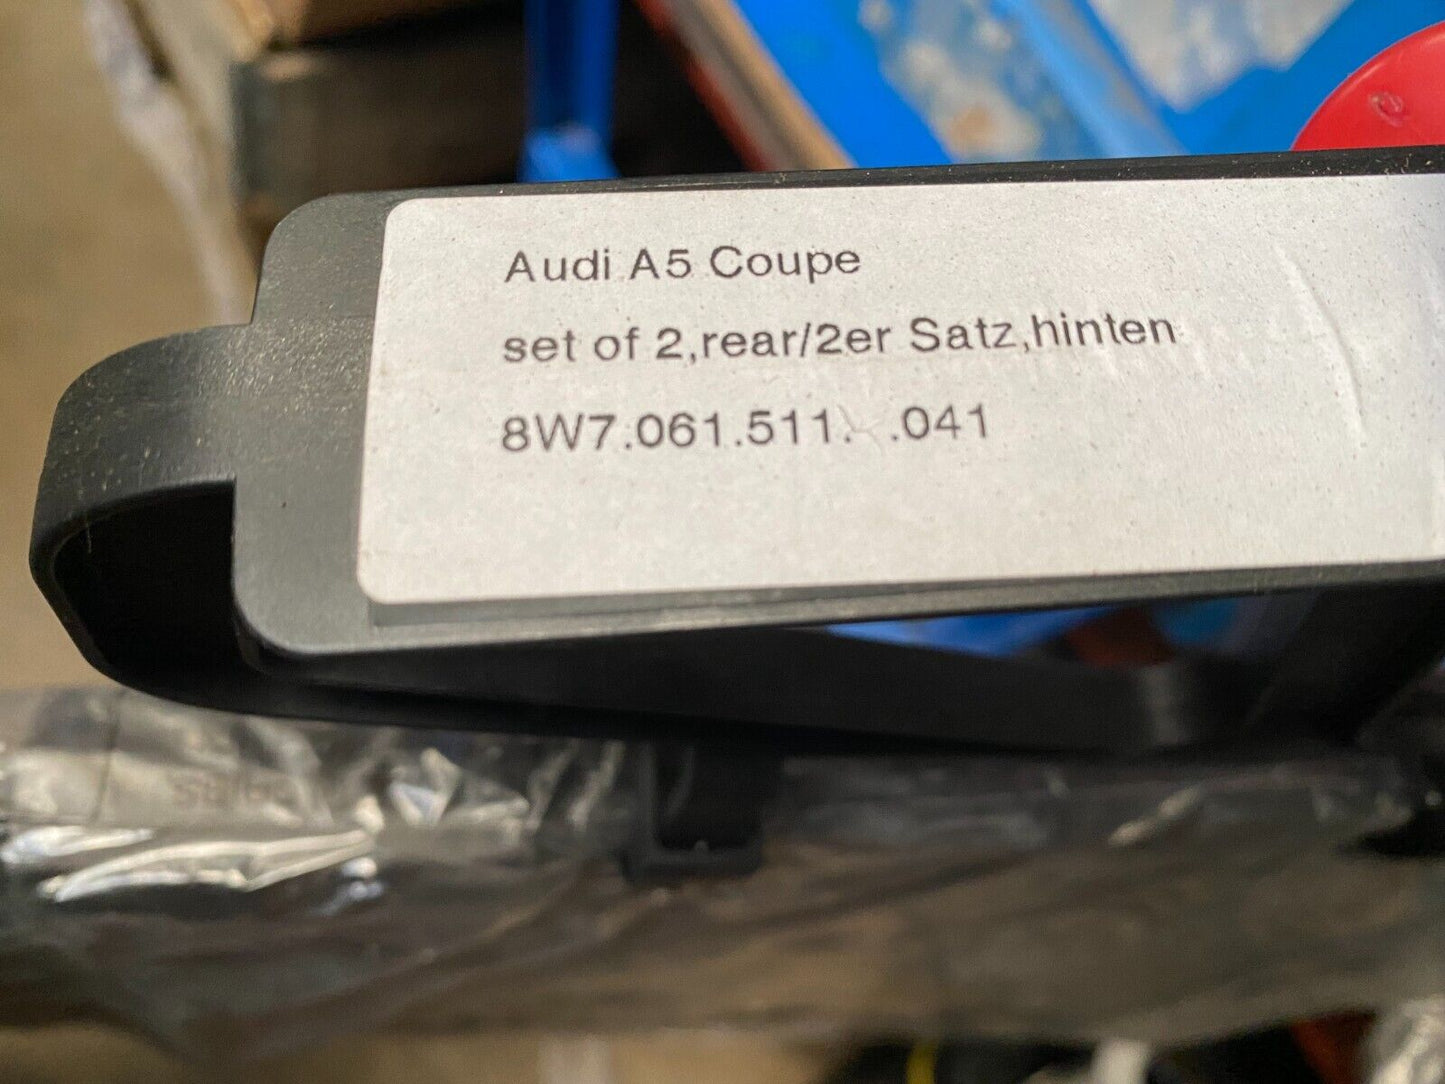 Audi A5 Coupe
set of 2,rear/2er Satz,hinten
8W7.061.511. .041